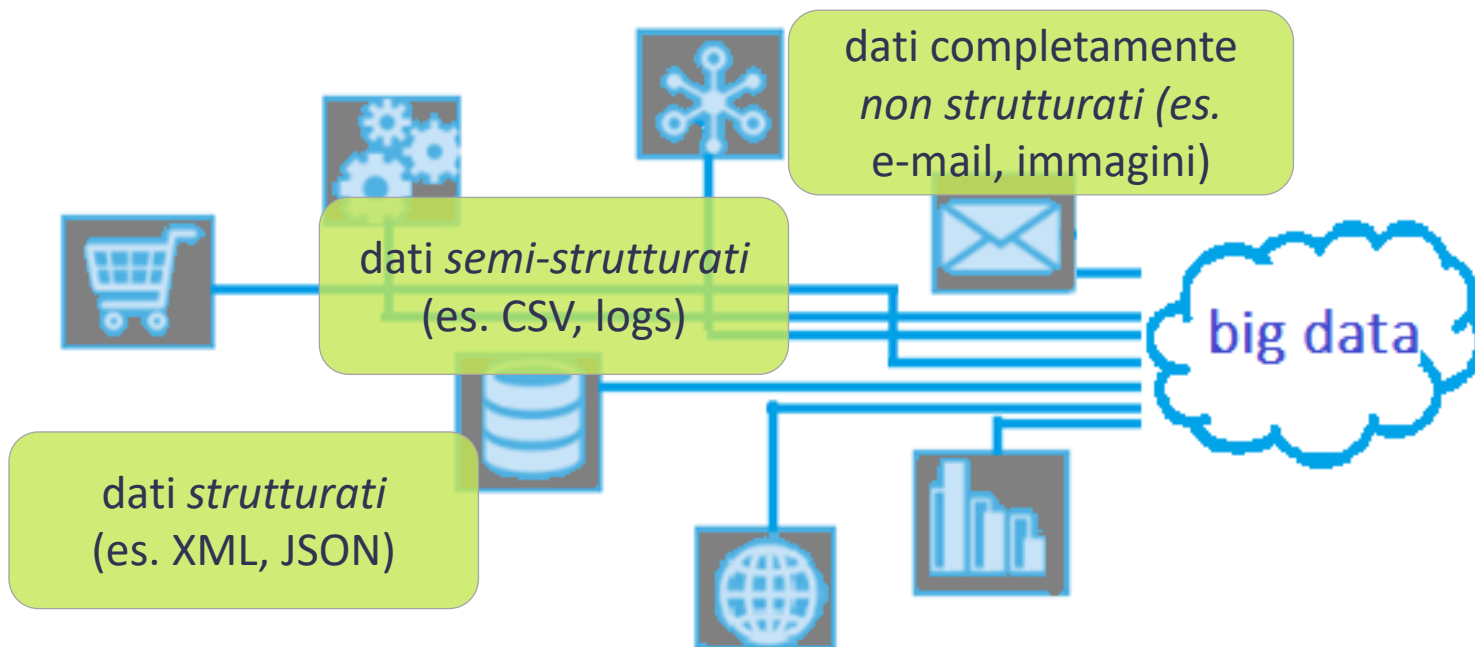 dati completamente
non strutturati (es.
e-mail, immagini)
dati semi-strutturati
(es. CSV, logs)
big data
dati strutturati
(es. XML, JSON)